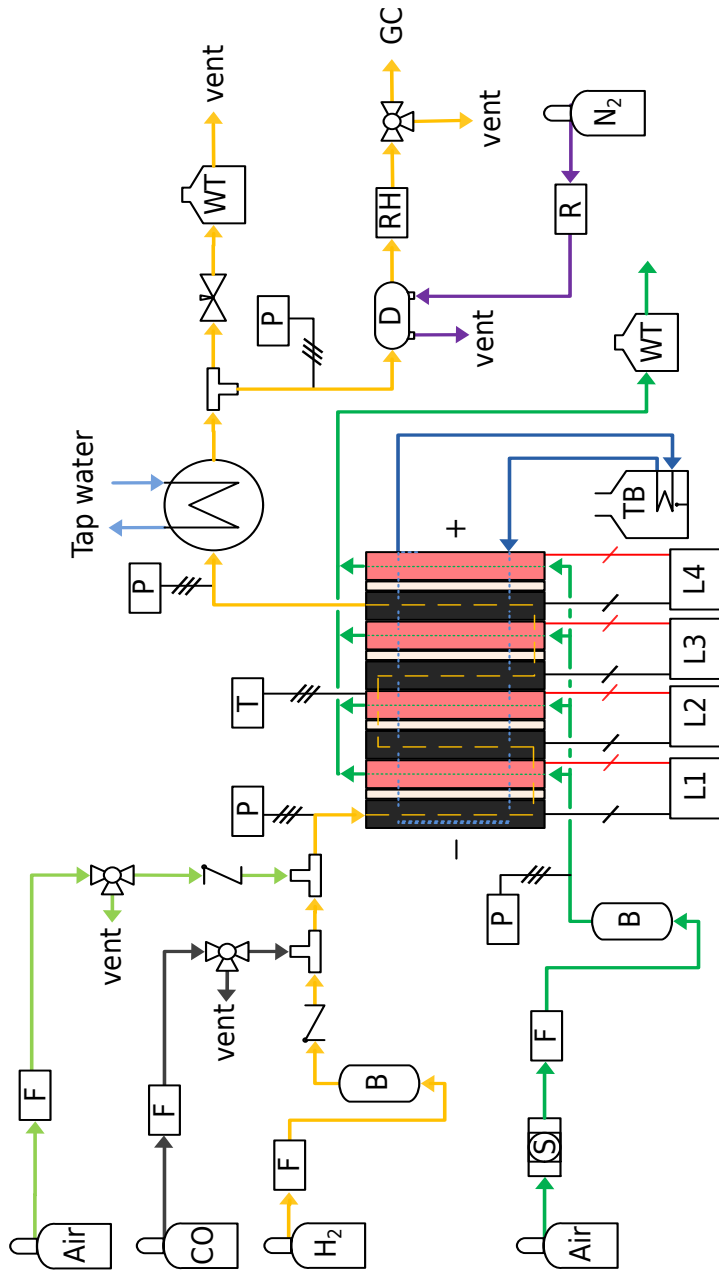 Air
F
vent
Tap water
P
WT
vent
CO
F
vent
P
T
P
H₂
F
B
D
RH
GC
−
+
vent
vent
Air
S
F
P
R
N₂
B
TB
WT
L1
L2
L3
L4